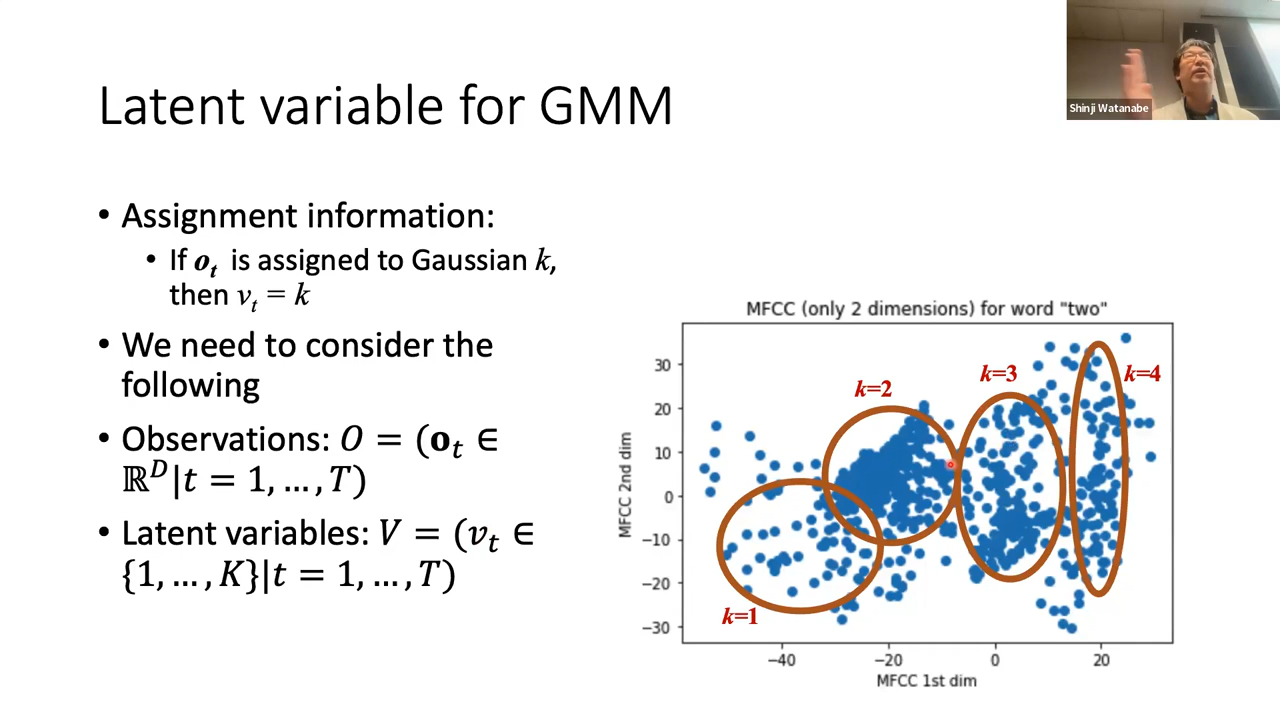 Latent variable for GMM
Shinji Watanabe
• Assignment information:
• If 𝒐ₜ is assigned to Gaussian k,
then vₜ = k
• We need to consider the
following
• Observations: O = (𝐨ₜ ∈
ℝᴰ|t = 1, …, T)
• Latent variables: V = (vₜ ∈
{1, …, K}|t = 1, …, T)
MFCC (only 2 dimensions) for word "two"
k=1
k=2
k=3
k=4
MFCC 2nd dim
30
20
10
0
−10
−20
−30
−40
−20
0
20
MFCC 1st dim